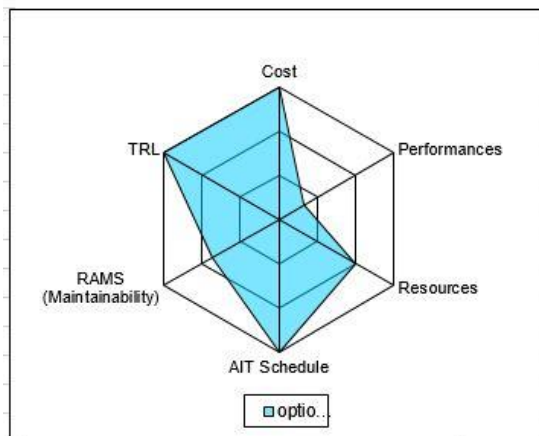 Cost
TRL
Performances
RAMS
(Maintainability)
Resources
AIT Schedule
optio...